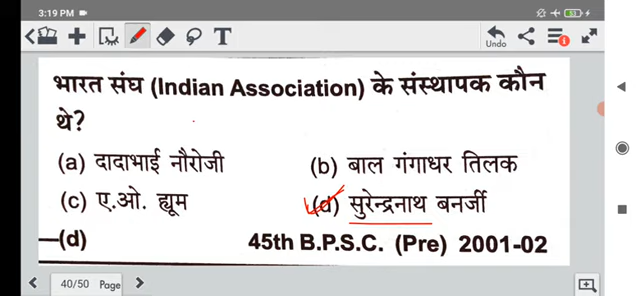 3:19 PM
Undo
भारत संघ (Indian Association) के संस्थापक कौन
थे?
(a) दादाभाई नौरोजी (b) बाल गंगाधर तिलक
(c) ए.ओ. ह्यूम (d) सुरेन्द्रनाथ बनर्जी
—(d) 45th B.P.S.C. (Pre) 2001-02
40/50 Page